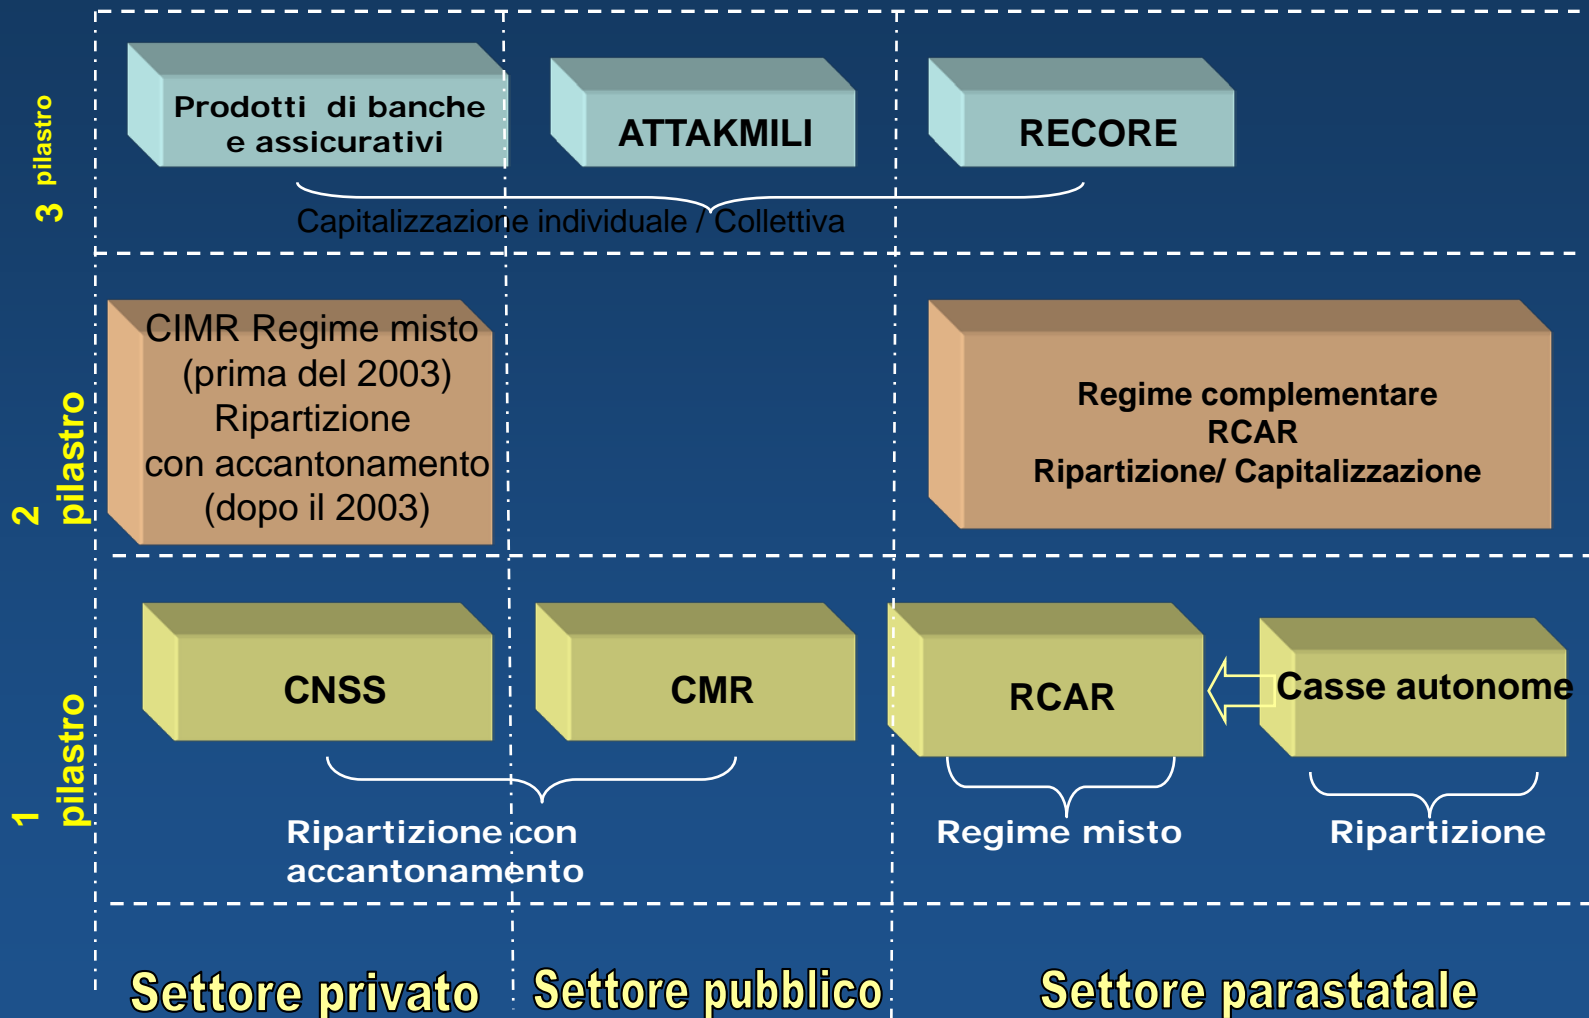 3 pilastro
Prodotti di banche
e assicurativi
ATTAKMILI
RECORE
Capitalizzazione individuale / Collettiva
2
pilastro
CIMR Regime misto
(prima del 2003)
Ripartizione
con accantonamento
(dopo il 2003)
Regime complementare
RCAR
Ripartizione/ Capitalizzazione
1
pilastro
CNSS
CMR
RCAR
Casse autonome
Ripartizione con
accantonamento
Regime misto
Ripartizione
Settore privato
Settore pubblico
Settore parastatale